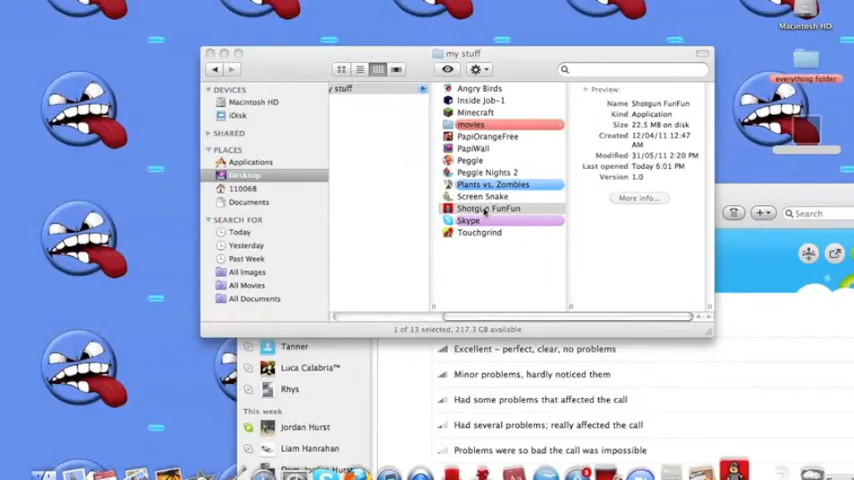 Macintosh HD
everything folder
my stuff
DEVICES
Macintosh HD
iDisk
SHARED
PLACES
Applications
Desktop
110068
Documents
SEARCH FOR
Today
Yesterday
Past Week
All Images
All Movies
All Documents
y stuff
Angry Birds
Inside Job-1
Minecraft
movies
PapiOrangeFree
PapiWall
Peggle
Peggle Nights 2
Plants vs. Zombies
Screen Snake
Shotgun FunFun
Skype
Touchgrind
Preview:
Name Shotgun FunFun
Kind Application
Size 22.5 MB on disk
Created 12/04/11 12:47
AM
Modified 31/05/11 2:20 PM
Last opened Today 6:01 PM
Version 1.0
More info...
1 of 13 selected, 217.3 GB available
Search
Tanner
Luca Calabria™
Rhys
This week
Jordan Hurst
Liam Hanrahan
Excellent - perfect, clear, no problems
Minor problems, hardly noticed them
Had some problems that affected the call
Had several problems; really affected the call
Problems were so bad the call was impossible